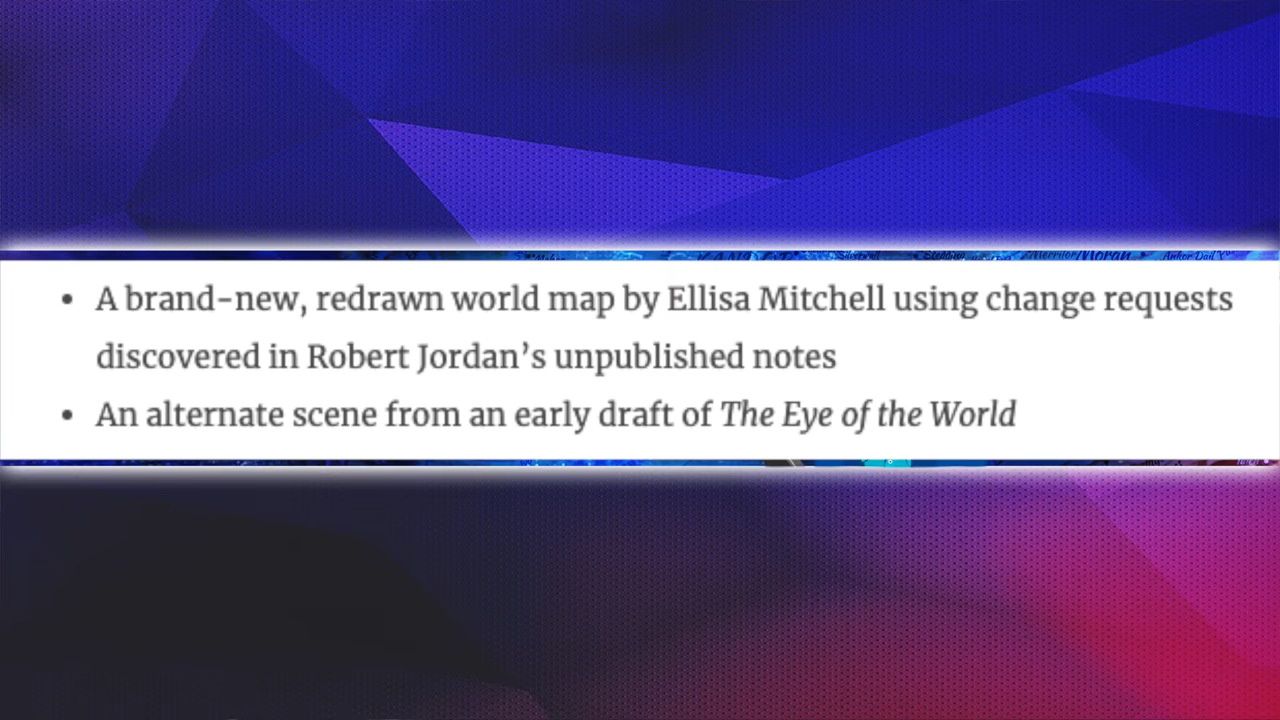 • A brand-new, redrawn world map by Ellisa Mitchell using change requests
discovered in Robert Jordan’s unpublished notes
• An alternate scene from an early draft of The Eye of the World